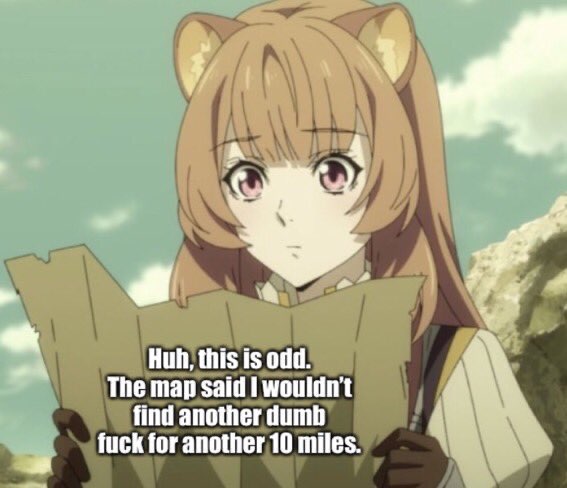 Huh, this is odd.
The map said I wouldn't
find another dumb
fuck for another 10 miles.